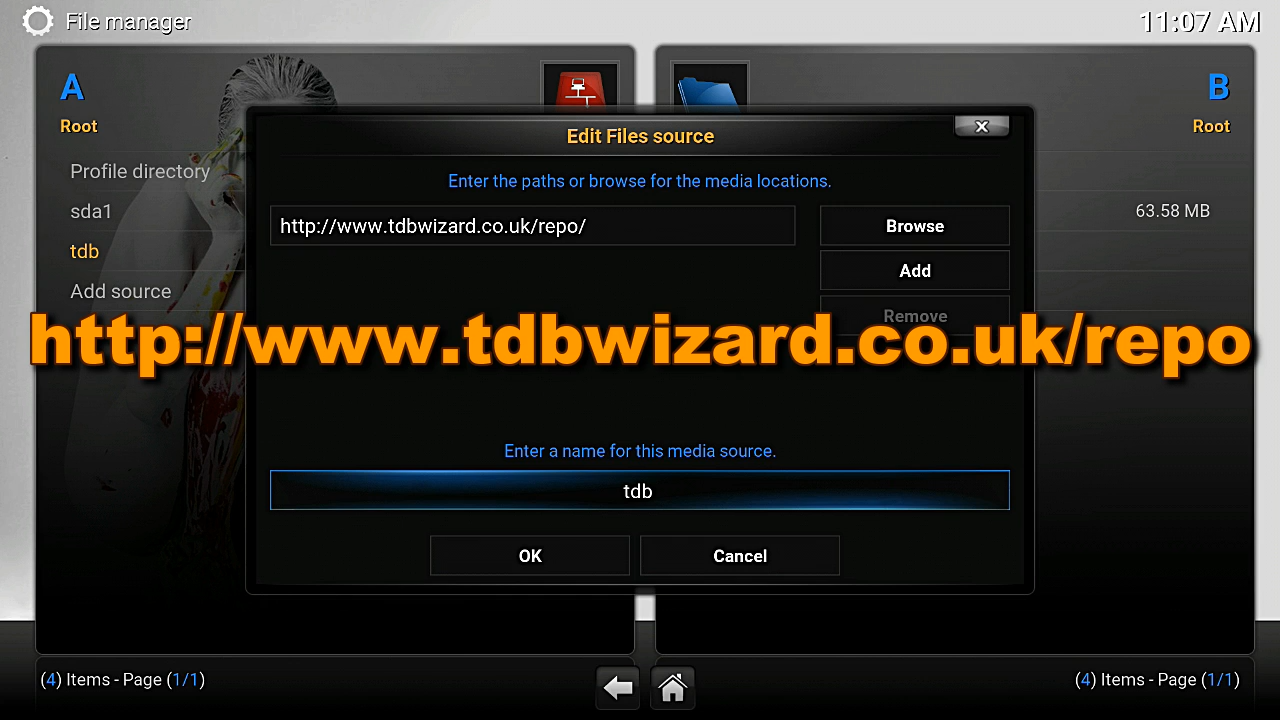 File manager
11:07 AM
A
B
Root
Root
Edit Files source
Enter the paths or browse for the media locations.
Profile directory
sda1
63.58 MB
tdb
Add source
http://www.tdbwizard.co.uk/repo/
Browse
Add
Remove
http://www.tdbwizard.co.uk/repo
Enter a name for this media source.
tdb
OK
Cancel
(4) Items - Page (1/1)
(4) Items - Page (1/1)